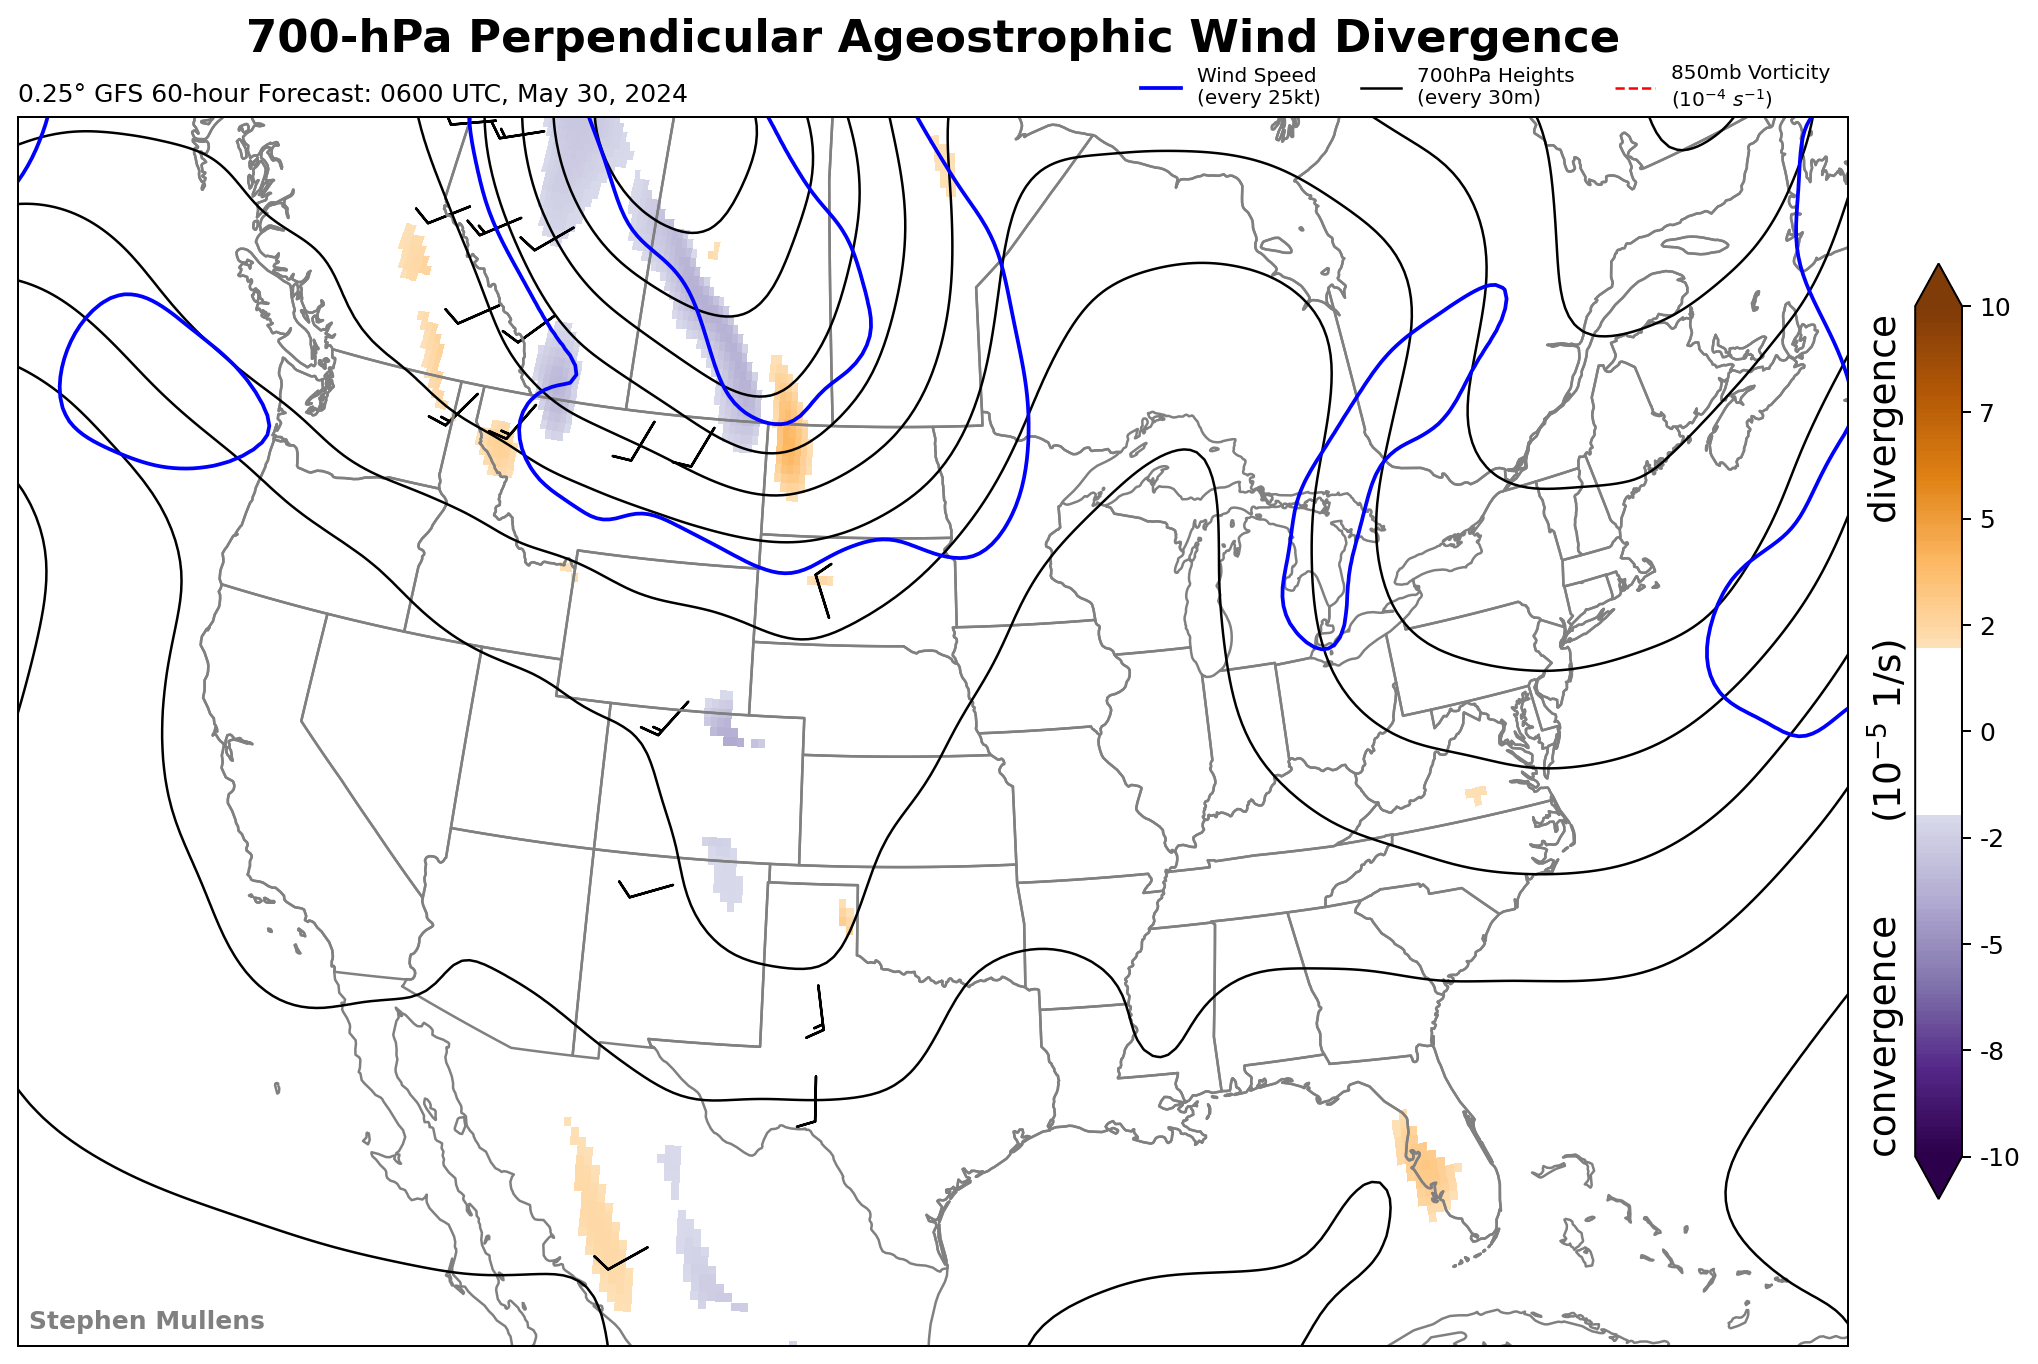 700-hPa Perpendicular Ageostrophic Wind Divergence
0.25° GFS 60-hour Forecast: 0600 UTC, May 30, 2024
Wind Speed
(every 25kt)
700hPa Heights
(every 30m)
850mb Vorticity
(10⁻⁴ s⁻¹)
10
7
5
2
0
-2
-5
-8
-10
convergence (10⁻⁵ 1/s) divergence
Stephen Mullens